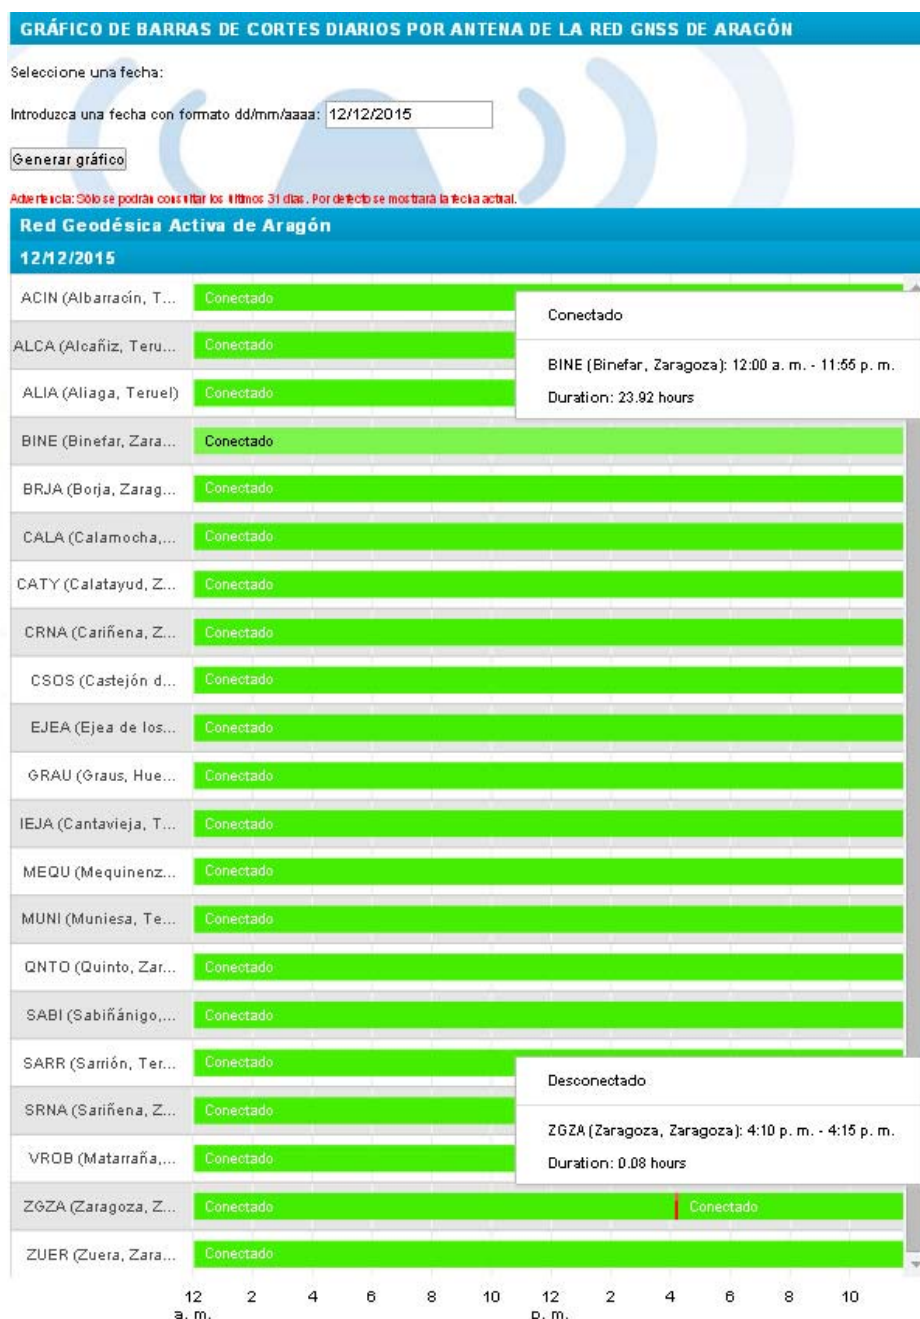 GRÁFICO DE BARRAS DE CORTES DIARIOS POR ANTENA DE LA RED GNSS DE ARAGÓN
Seleccione una fecha:
Introduzca una fecha con formato dd/mm/aaaa: 12/12/2015
Generar gráfico
Advertencia: Sólo se podrán consultar los últimos 31 días. Por defecto se mostrará la fecha actual.
Red Geodésica Activa de Aragón
12/12/2015
ACIN (Albarracín, T... Conectado
Conectado
ALCA (Alcañiz, Teru... Conectado
BINE (Binefar, Zaragoza): 12:00 a. m. - 11:55 p. m.
ALIA (Aliaga, Teruel) Conectado
Duration: 23.92 hours
BINE (Binefar, Zara... Conectado
BRJA (Borja, Zarag... Conectado
CALA (Calamocha,... Conectado
CATY (Calatayud, Z... Conectado
CRNA (Cariñena, Z... Conectado
CSOS (Castejón d... Conectado
EJEA (Ejea de los... Conectado
GRAU (Graus, Hue... Conectado
IEJA (Cantavieja, T... Conectado
MEQU (Mequinenz... Conectado
MUNI (Muniesa, Te... Conectado
QNTO (Quinto, Zar... Conectado
SABI (Sabiñánigo,... Conectado
SARR (Sarrión, Ter... Conectado
Desconectado
SRNA (Sariñena, Z... Conectado
ZGZA (Zaragoza, Zaragoza): 4:10 p. m. - 4:15 p. m.
VROB (Matarraña,... Conectado
Duration: 0.08 hours
ZGZA (Zaragoza, Z... Conectado Conectado
ZUER (Zuera, Zara... Conectado
12 a. m. 2 4 6 8 10 12 p. m. 2 4 6 8 10